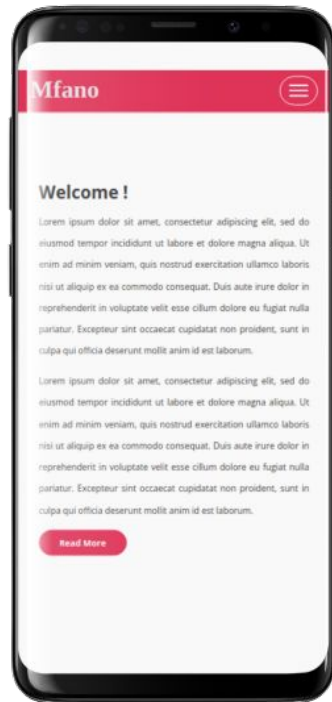 Mfano
Welcome !
Lorem ipsum dolor sit amet, consectetur adipiscing elit, sed do
eiusmod tempor incididunt ut labore et dolore magna aliqua. Ut
enim ad minim veniam, quis nostrud exercitation ullamco laboris
nisi ut aliquip ex ea commodo consequat. Duis aute irure dolor in
reprehenderit in voluptate velit esse cillum dolore eu fugiat nulla
pariatur. Excepteur sint occaecat cupidatat non proident, sunt in
culpa qui officia deserunt mollit anim id est laborum.
Lorem ipsum dolor sit amet, consectetur adipiscing elit, sed do
eiusmod tempor incididunt ut labore et dolore magna aliqua. Ut
enim ad minim veniam, quis nostrud exercitation ullamco laboris
nisi ut aliquip ex ea commodo consequat. Duis aute irure dolor in
reprehenderit in voluptate velit esse cillum dolore eu fugiat nulla
pariatur. Excepteur sint occaecat cupidatat non proident, sunt in
culpa qui officia deserunt mollit anim id est laborum.
Read More